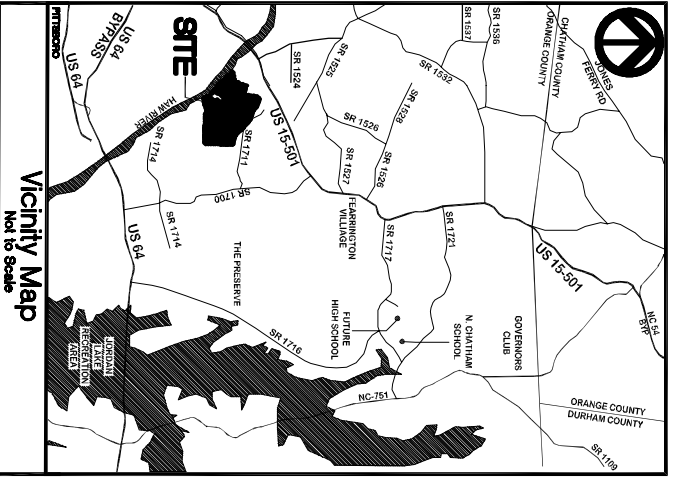 JONES
FERRY RD
CHATHAM COUNTY
ORANGE COUNTY
SR 1536
SR 1537
SR 1532
SR 1525
SR 1524
SR 1528
SR 1526
SR 1526
SR 1527
US 64
BYPASS
PITTSBORO
US 64
SITE
HAW RIVER
US 15-501
SR 1711
SR 1714
SR 1700
SR 1714
US 64
FEARRINGTON
VILLAGE
SR 1717
SR 1721
US 15-501
NC 54
BYP
THE PRESERVE
SR 1716
FUTURE
HIGH SCHOOL
N. CHATHAM
SCHOOL
GOVERNORS
CLUB
NC-751
ORANGE COUNTY
DURHAM COUNTY
SR 1109
JORDAN
LAKE
RECREATION
AREA
Vicinity Map
Not to Scale